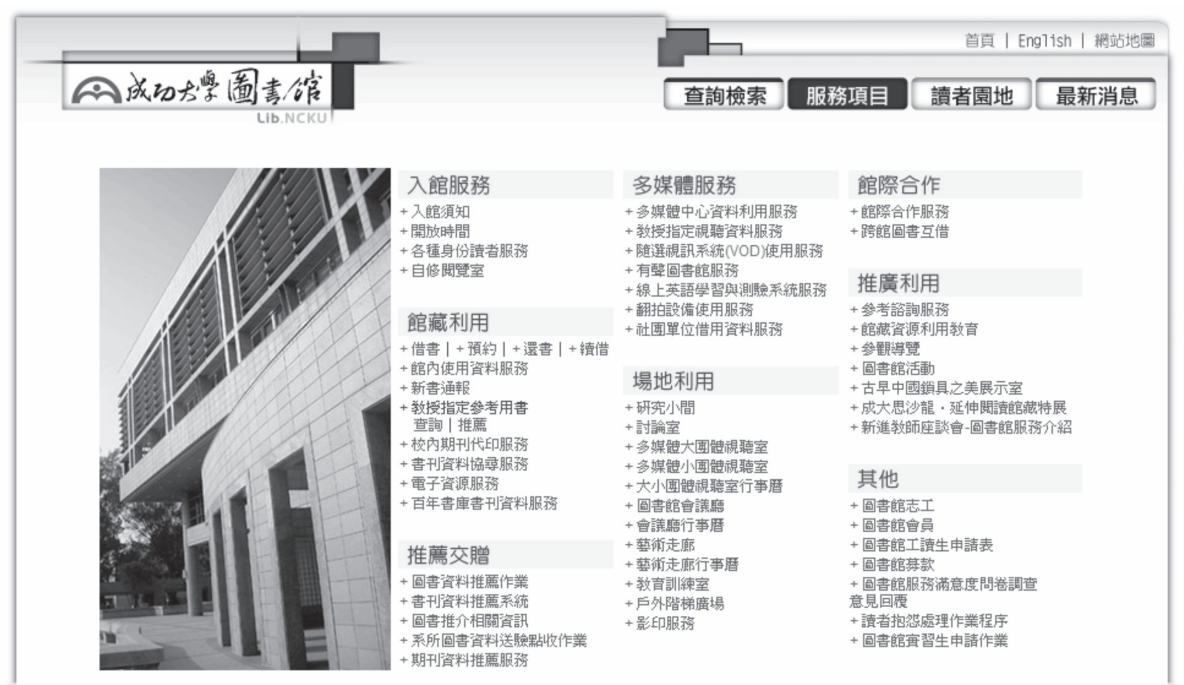 首頁 | English | 網站地圖
成功大學圖書館
Lib.NCKU
查詢檢索 服務項目 讀者園地 最新消息
入館服務
+ 入館須知
+ 開放時間
+ 各種身份讀者服務
+ 自修閱覽室
館藏利用
+ 借書 | + 預約 | + 還書 | + 續借
+ 館內使用資料服務
+ 新書通報
+ 教授指定參考用書
查詢 | 推薦
+ 校內期刊代印服務
+ 書刊資料協尋服務
+ 電子資源服務
+ 百年書庫書刊資料服務
推薦交贈
+ 圖書資料推薦作業
+ 書刊資料推薦系統
+ 圖書推介相關資訊
+ 系所圖書資料送驗點收作業
+ 期刊資料推薦服務
多媒體服務
+ 多媒體中心資料利用服務
+ 教授指定視聽資料服務
+ 隨選視訊系統(VOD)使用服務
+ 有聲圖書館服務
+ 線上英語學習與測驗系統服務
+ 翻拍設備使用服務
+ 社團單位借用資料服務
場地利用
+ 研究小間
+ 討論室
+ 多媒體大團體視聽室
+ 多媒體小團體視聽室
+ 大小團體視聽室行事曆
+ 圖書館會議廳
+ 會議廳行事曆
+ 藝術走廊
+ 藝術走廊行事曆
+ 教育訓練室
+ 戶外階梯廣場
+ 影印服務
館際合作
+ 館際合作服務
+ 跨館圖書互借
推廣利用
+ 參考諮詢服務
+ 館藏資源利用教育
+ 參觀導覽
+ 圖書館活動
+ 古早中國鎖具之美展示室
+ 成大思沙龍・延伸閱讀館藏特展
+ 新進教師座談會-圖書館服務介紹
其他
+ 圖書館志工
+ 圖書館會員
+ 圖書館工讀生申請表
+ 圖書館募款
+ 圖書館服務滿意度問卷調查
意見回覆
+ 讀者抱怨處理作業程序
+ 圖書館實習生申請作業